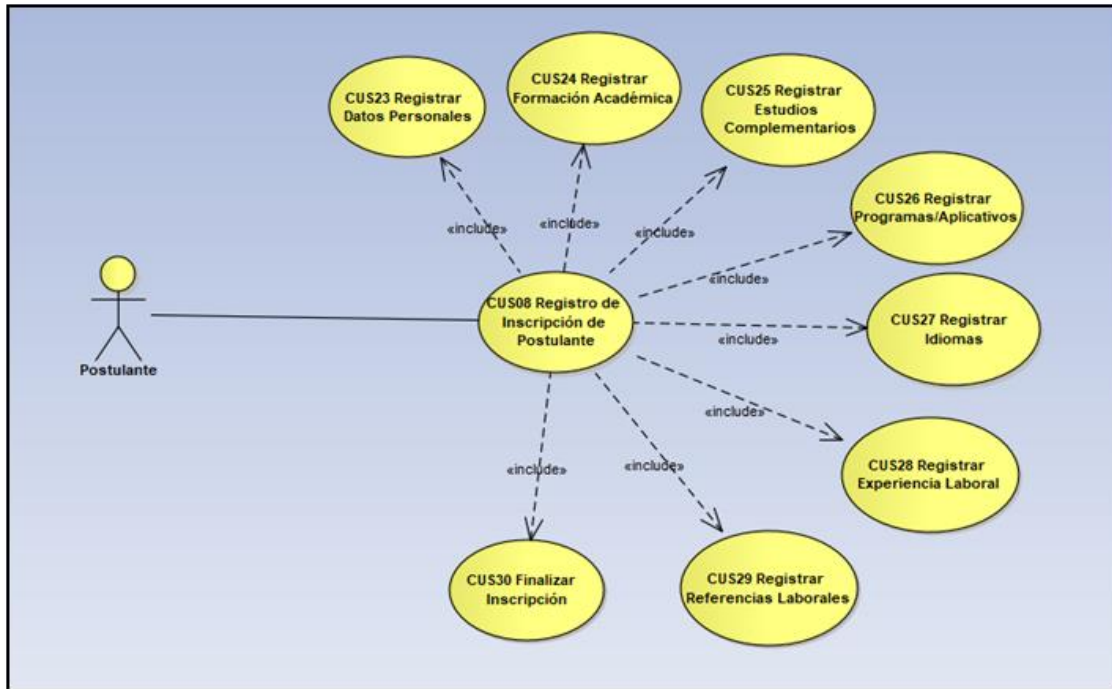 CUS24 Registrar
Formación Académica
CUS23 Registrar
Datos Personales
CUS25 Registrar
Estudios
Complementarios
CUS26 Registrar
Programas/Aplicativos
«include»
«include»
«include»
«include»
CUS08 Registro de
Inscripción de
Postulante
CUS27 Registrar
Idiomas
«include»
Postulante
«include»
CUS28 Registrar
Experiencia Laboral
«include»
«include»
CUS30 Finalizar
Inscripción
CUS29 Registrar
Referencias Laborales